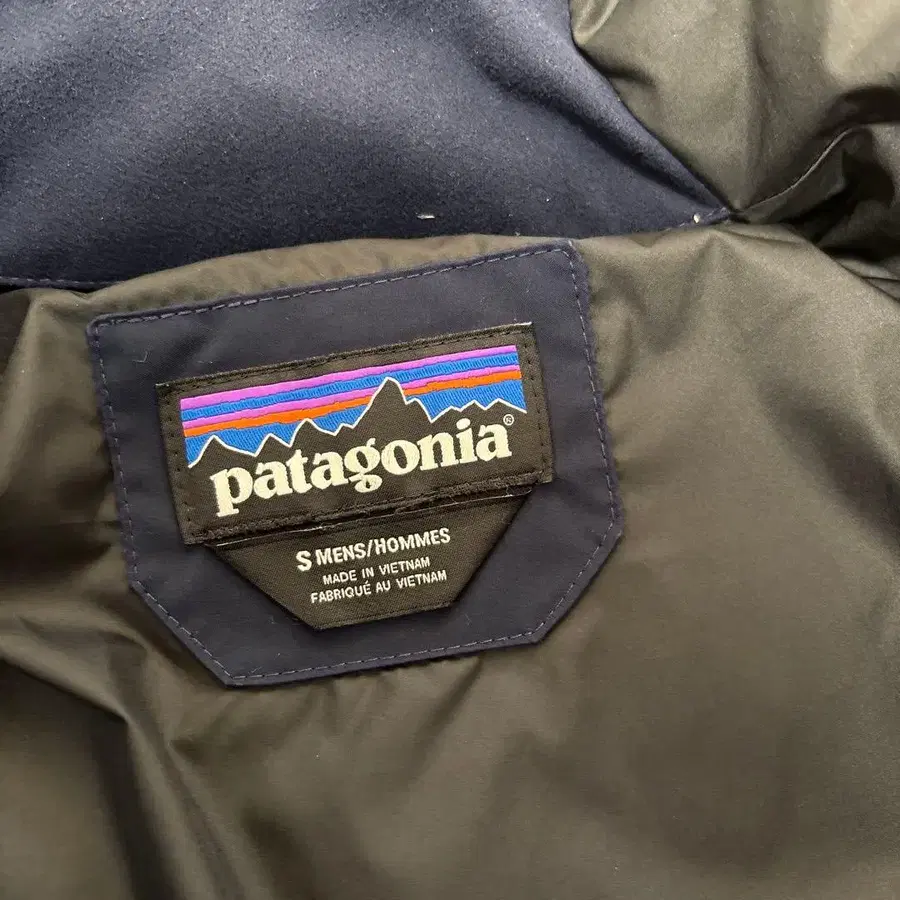 patagonia®
S MENS/HOMMES
MADE IN VIETNAM
FABRIQUÉ AU VIETNAM